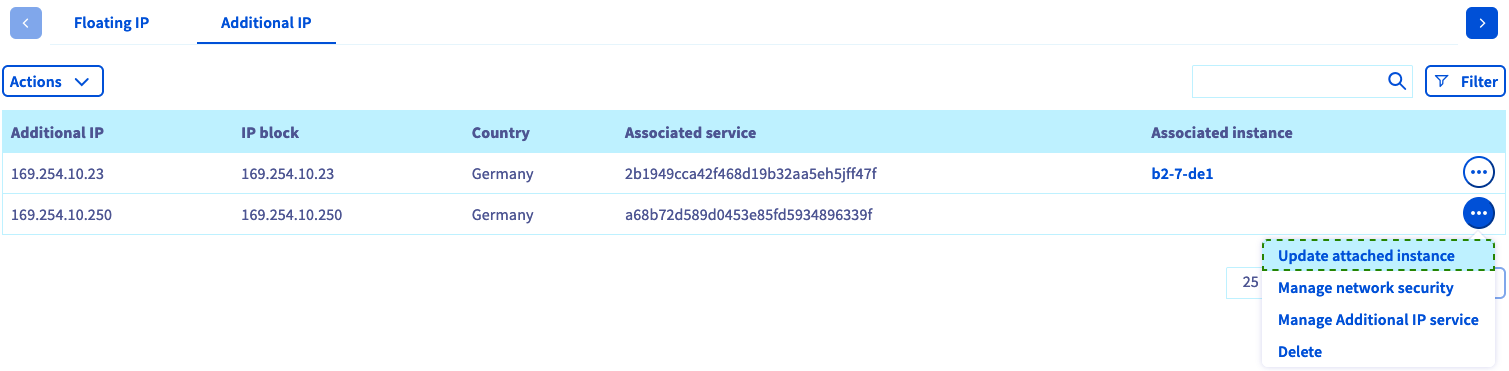 Floating IP Additional IP
Actions Filter
Additional IP IP block Country Associated service Associated instance
169.254.10.23 169.254.10.23 Germany 2b1949cca42f468d19b32aa5eh5jff47f b2-7-de1
169.254.10.250 169.254.10.250 Germany a68b72d589d0453e85fd5934896339f
Update attached instance
25
Manage network security
Manage Additional IP service
Delete